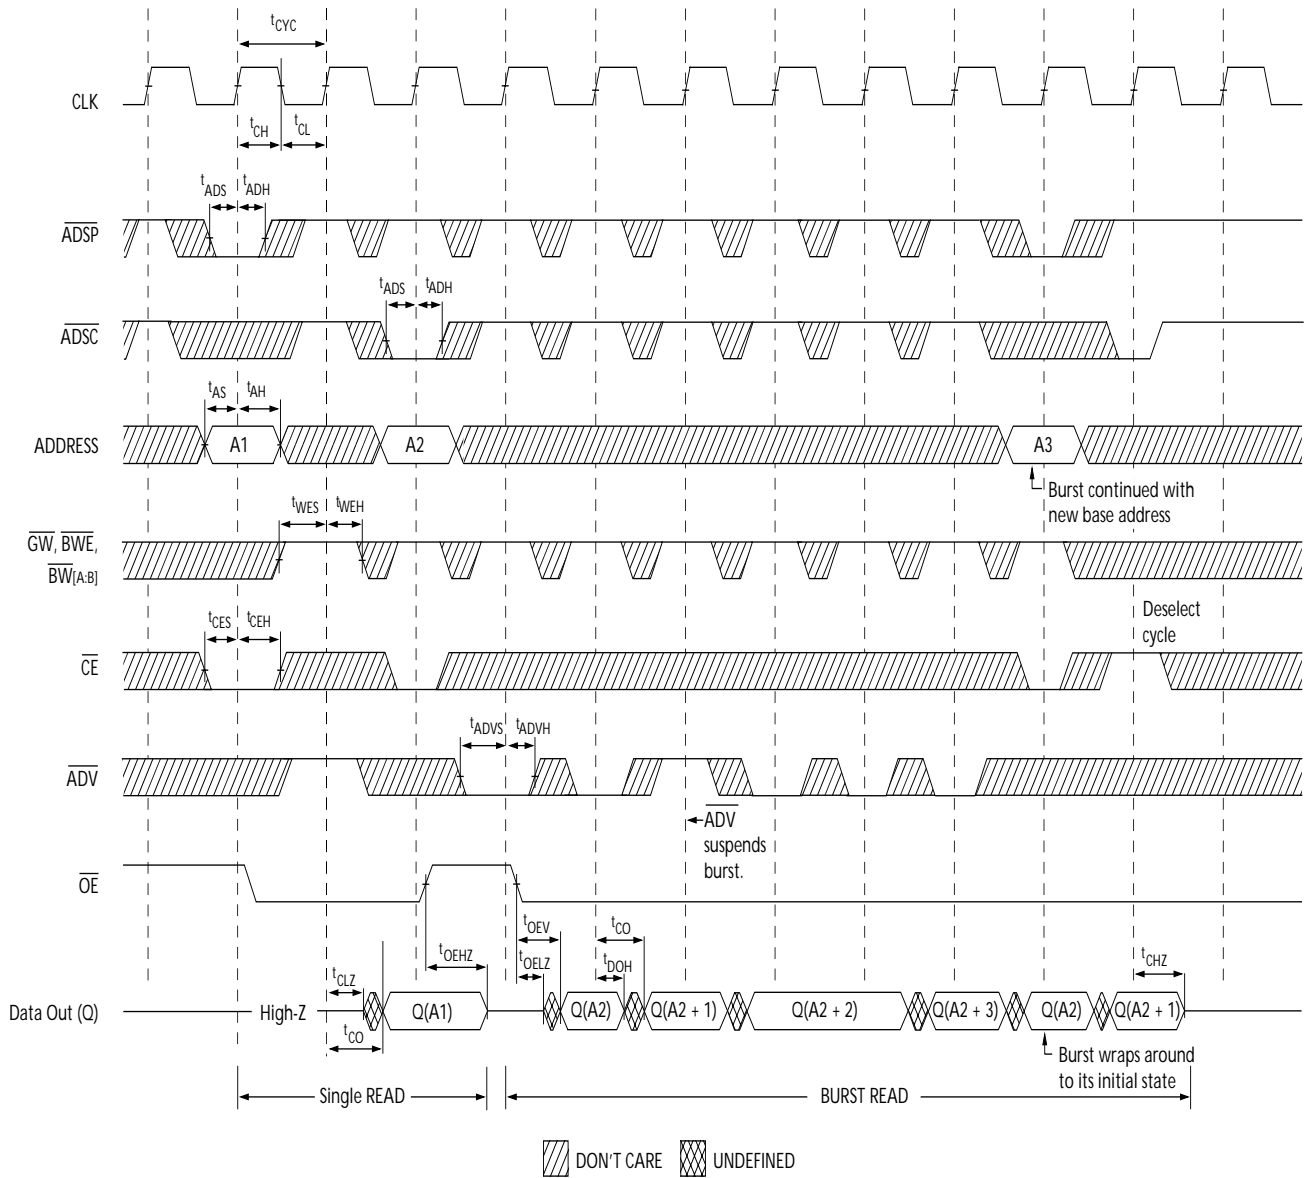 tCYC
CLK
tCH
tCL
tADS
tADH
ADSP
tADS
tADH
ADSC
tAS
tAH
ADDRESS
A1
A2
A3
Burst continued with
new base address
tWES
tWEH
GW, BWE,
BW[A:B]
Deselect
cycle
tCES
tCEH
CE
tADVS
tADVH
ADV
ADV
suspends
burst.
OE
tOEV
tCO
tOEHZ
tOELZ
tDOH
tCHZ
tCLZ
Data Out (Q)
High-Z
Q(A1)
Q(A2)
Q(A2 + 1)
Q(A2 + 2)
Q(A2 + 3)
Q(A2)
Q(A2 + 1)
tCO
Burst wraps around
to its initial state
Single READ
BURST READ
DON'T CARE
UNDEFINED